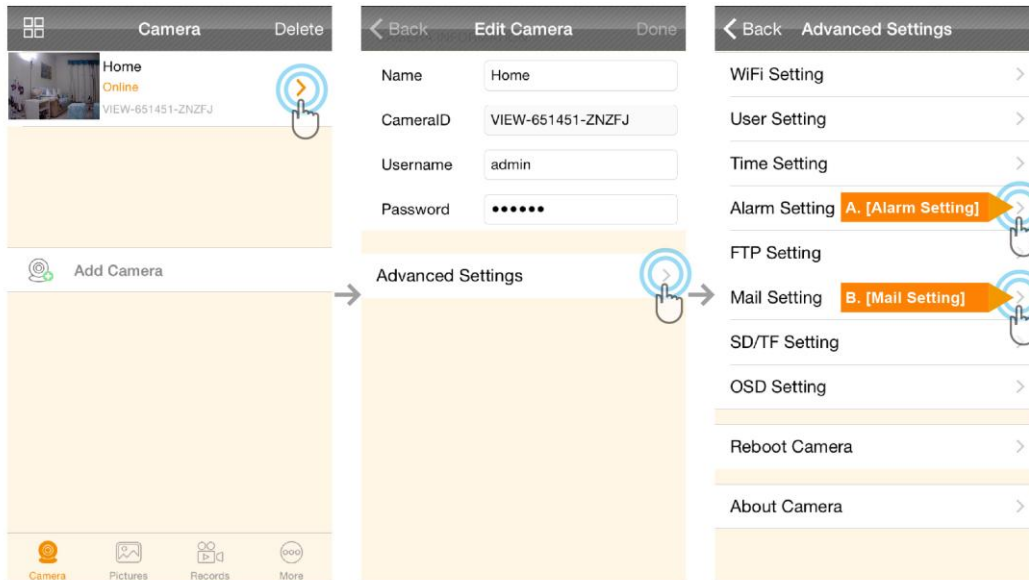 Camera
Delete
Home
Online
VIEW-651451-ZNZFJ
Add Camera
Camera
Pictures
Records
More
Back
Edit Camera
Done
Name
Home
CameraID
VIEW-651451-ZNZFJ
Username
admin
Password
••••••
Advanced Settings
Back
Advanced Settings
WiFi Setting
User Setting
Time Setting
Alarm Setting A. [Alarm Setting]
FTP Setting
Mail Setting B. [Mail Setting]
SD/TF Setting
OSD Setting
Reboot Camera
About Camera